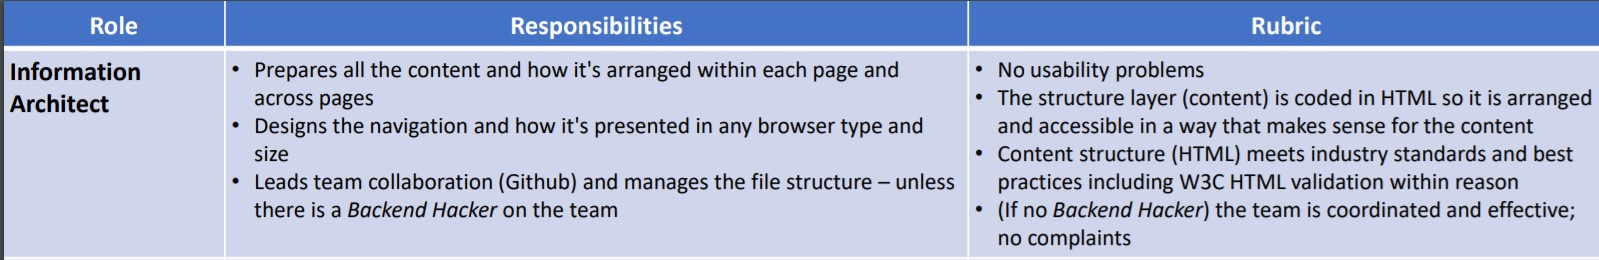 Role
Responsibilities
Rubric
Information
Architect
• Prepares all the content and how it's arranged within each page and
across pages
• Designs the navigation and how it's presented in any browser type and
size
• Leads team collaboration (Github) and manages the file structure – unless
there is a Backend Hacker on the team
• No usability problems
• The structure layer (content) is coded in HTML so it is arranged
and accessible in a way that makes sense for the content
• Content structure (HTML) meets industry standards and best
practices including W3C HTML validation within reason
• (If no Backend Hacker) the team is coordinated and effective;
no complaints